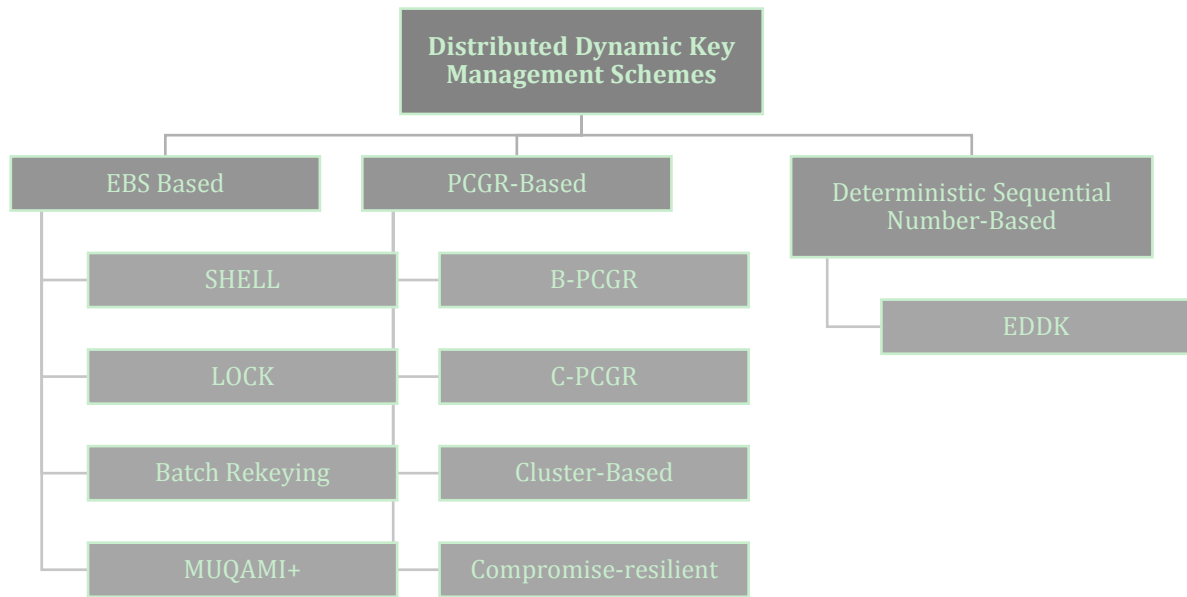 Distributed Dynamic Key
Management Schemes
EBS Based
PCGR-Based
Deterministic Sequential
Number-Based
SHELL
B-PCGR
EDDK
LOCK
C-PCGR
Batch Rekeying
Cluster-Based
MUQAMI+
Compromise-resilient